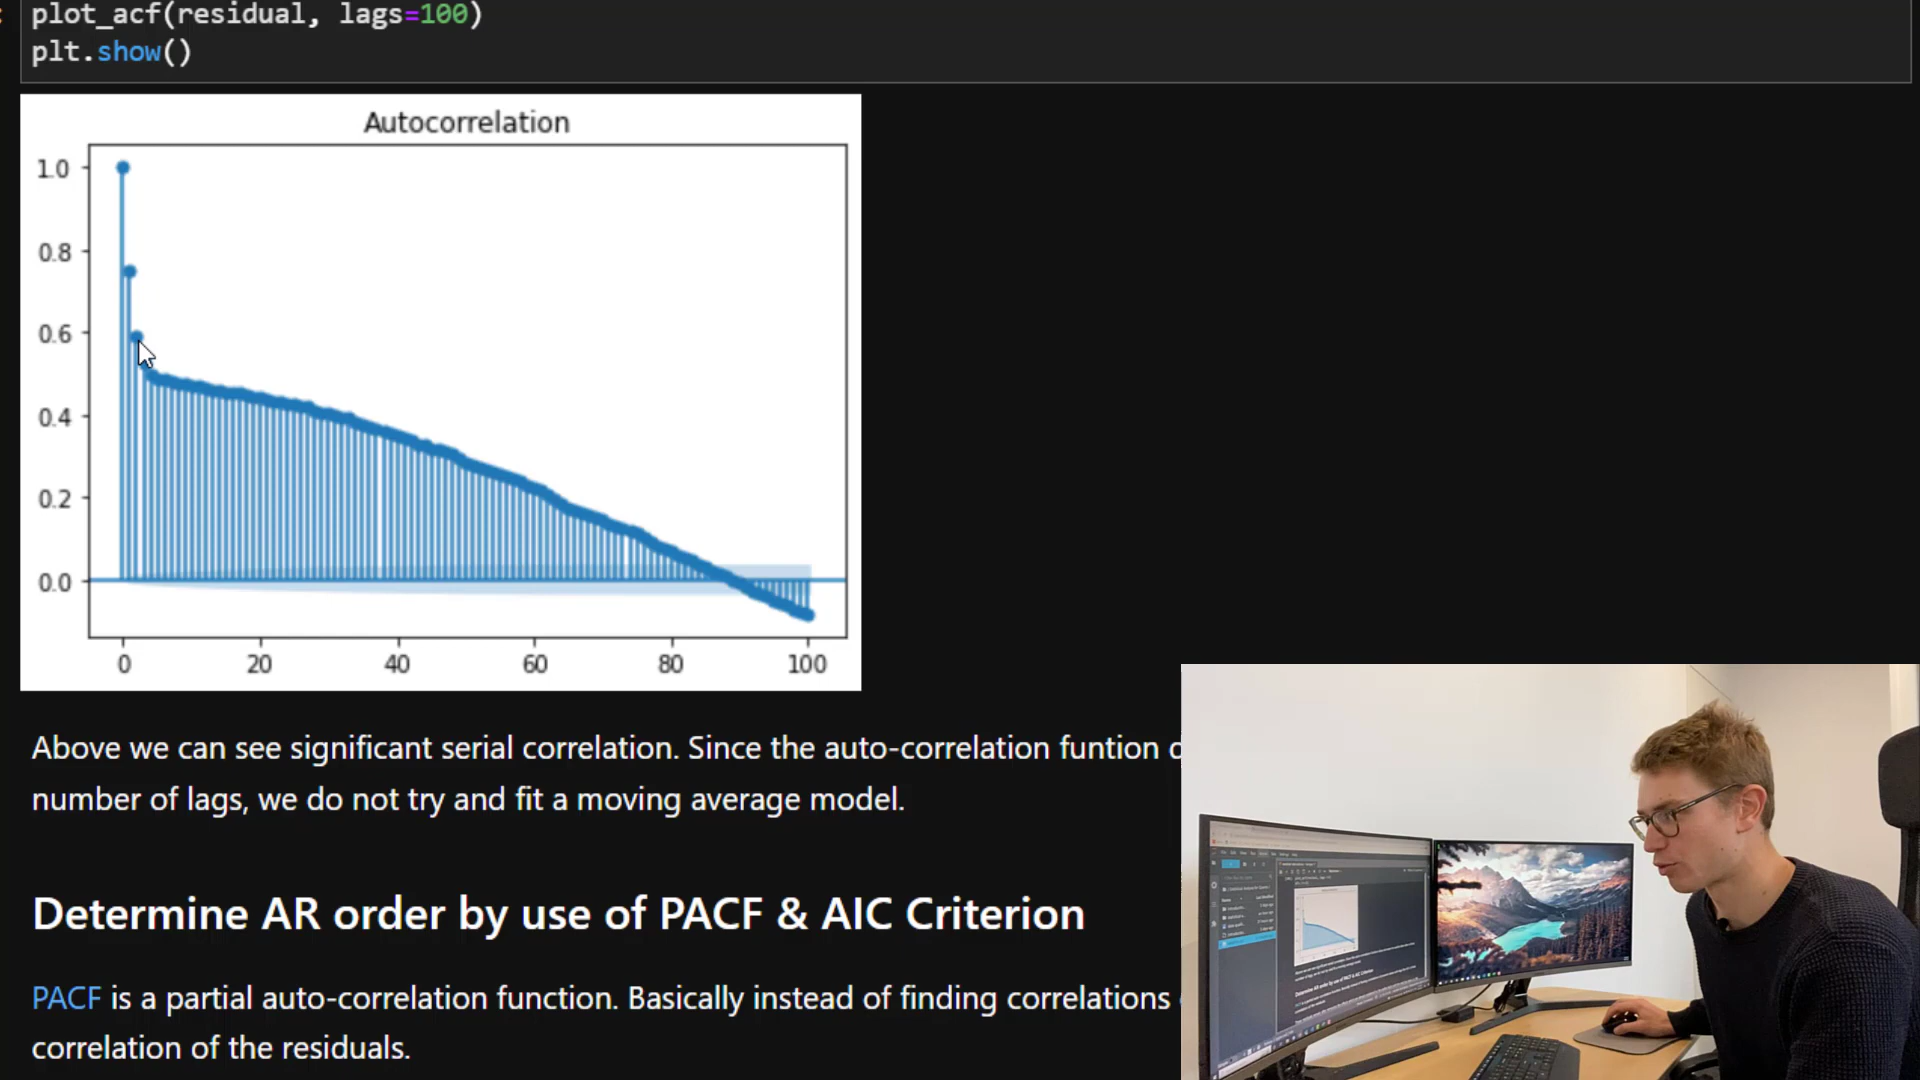 plot_acf(residual, lags=100)
plt.show()
Autocorrelation
1.0
0.8
0.6
0.4
0.2
0.0
0 20 40 60 80 100
Above we can see significant serial correlation. Since the auto-correlation funtion
number of lags, we do not try and fit a moving average model.
Determine AR order by use of PACF & AIC Criterion
PACF is a partial auto-correlation function. Basically instead of finding correlations
correlation of the residuals.